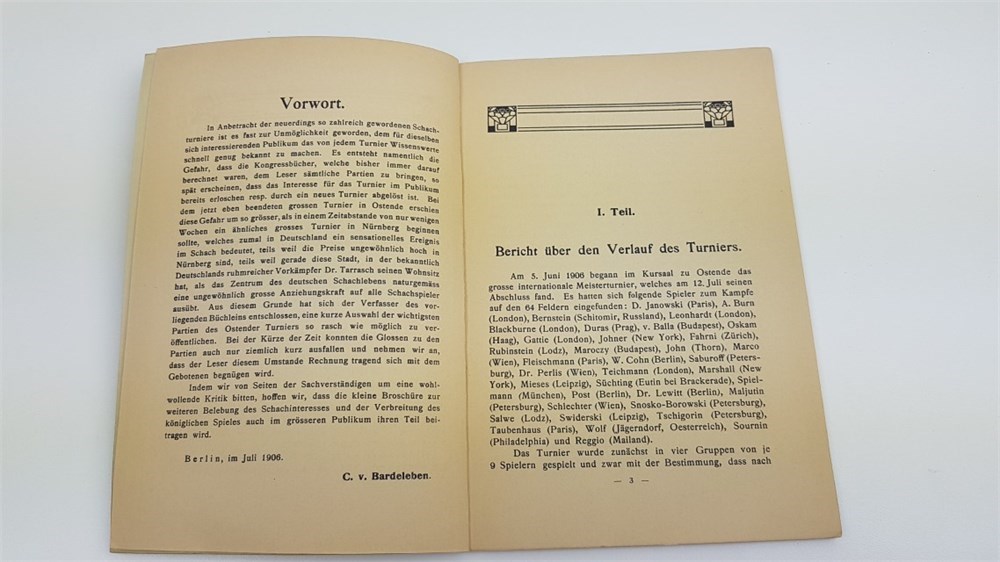 Vorwort.
In Anbetracht der neuerdings so zahlreich gewordenen Schach-
turniere ist es fast zur Unmöglichkeit geworden, dem für dieselben
sich interessierenden Publikum das von jedem Turnier Wissenswerte
schnell genug bekannt zu machen. Es entsteht namentlich die
Gefahr, dass die Kongressbücher, welche bisher immer darauf
berechnet waren, dem Leser sämtliche Partien zu bringen, so
spät erscheinen, dass das Interesse für das Turnier im Publikum
bereits erloschen resp. durch ein neues Turnier abgelöst ist. Bei
dem jetzt eben beendeten grossen Turnier in Ostende erschien
diese Gefahr um so grösser, als in einem Zeitabstande von nur wenigen
Wochen ein ähnliches grosses Turnier in Nürnberg beginnen
sollte, welches zumal in Deutschland ein sensationelles Ereignis
im Schach bedeutet, teils weil die Preise ungewöhnlich hoch in
Nürnberg sind, teils weil gerade diese Stadt, in der bekanntlich
Deutschlands ruhmreicher Verkämpfer Dr. Tarrasch seinen Wohnsitz
hat, als das Zentrum des deutschen Schachlebens naturgemäss
eine ungewöhnlich grosse Anziehungskraft auf alle Schachspieler
ausübt. Aus diesem Grunde hat sich der Verfasser des vor-
liegenden Büchleins entschlossen, eine kurze Auswahl der wichtigsten
Partien des Ostender Turniers so rasch wie möglich zu ver-
öffentlichen. Bei der Kürze der Zeit konnten die Glossen zu den
Partien auch nur ziemlich kurz ausfallen und nehmen wir an,
dass der Leser diesem Umstande Rechnung tragend sich mit dem
Gebotenen begnügen wird.
Indem wir von Seiten der Sachverständigen um eine wohl-
wollende Kritik bitten, hoffen wir, dass die kleine Broschüre zur
weiteren Belebung des Schachinteresses und der Verbreitung des
königlichen Spieles auch im grösseren Publikum ihren Teil bei-
tragen wird.
Berlin, im Juli 1906.
C. v. Bardeleben.
I. Teil.
Bericht über den Verlauf des Turniers.
Am 5. Juni 1906 begann im Kursaal zu Ostende das
grosse internationale Meisterturnier, welches am 12. Juli seinen
Abschluss fand. Es hatten sich folgende Spieler zum Kampfe
auf den 64 Feldern eingefunden: D. Janowski (Paris), A. Burn
(London), Bernstein (Schitomir, Russland), Leonhardt (London),
Blackburne (London), Duras (Prag), v. Balla (Budapest), Oskam
(Haag), Gattie (London), Johner (New York), Fahrni (Zürich),
Rubinstein (Lodz), Maroczy (Budapest), John (Thorn), Marco
(Wien), Fleischmann (Paris), W. Cohn (Berlin), Saburoff (Peters-
burg), Dr. Perlis (Wien), Teichmann (London), Marshall (New
York), Mieses (Leipzig), Süchting (Eutin bei Brackerade), Spiel-
mann (München), Post (Berlin), Dr. Lewitt (Berlin), Maljutin
(Petersburg), Schlechter (Wien), Snosko-Borowski (Petersburg),
Salwe (Lodz), Swiderski (Leipzig), Tschigorin (Petersburg),
Taubenhaus (Paris), Wolf (Jägerndorf, Oesterreich), Sournin
(Philadelphia) und Reggio (Mailand).
Das Turnier wurde zunächst in vier Gruppen von je
9 Spielern gespielt und zwar mit der Bestimmung, dass nach
— 3 —